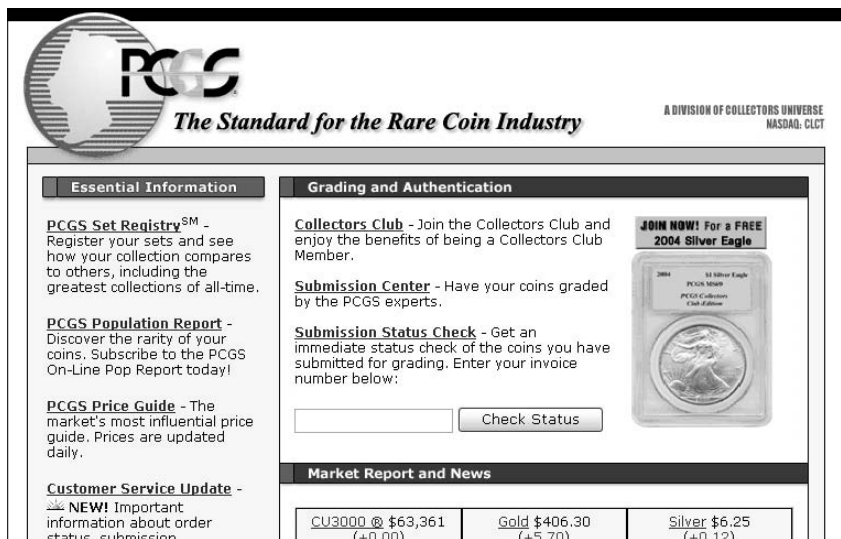 PCGS
The Standard for the Rare Coin Industry
A DIVISION OF COLLECTORS UNIVERSE
NASDAQ: CLCT
Essential Information
PCGS Set Registry℠ -
Register your sets and see
how your collection compares
to others, including the
greatest collections of all-time.
PCGS Population Report -
Discover the rarity of your
coins. Subscribe to the PCGS
On-Line Pop Report today!
PCGS Price Guide - The
market's most influential price
guide. Prices are updated
daily.
Customer Service Update -
NEW! Important
information about order
status, submission
Grading and Authentication
Collectors Club - Join the Collectors Club and
enjoy the benefits of being a Collectors Club
Member.
Submission Center - Have your coins graded
by the PCGS experts.
Submission Status Check - Get an
immediate status check of the coins you have
submitted for grading. Enter your invoice
number below:
Check Status
JOIN NOW! For a FREE
2004 Silver Eagle
2004 $1 Silver Eagle
PCGS MS69
PCGS Collectors
Club Edition
Market Report and News
CU3000 ® $63,361
(+0.00)
Gold $406.30
(+5.70)
Silver $6.25
(+0.12)